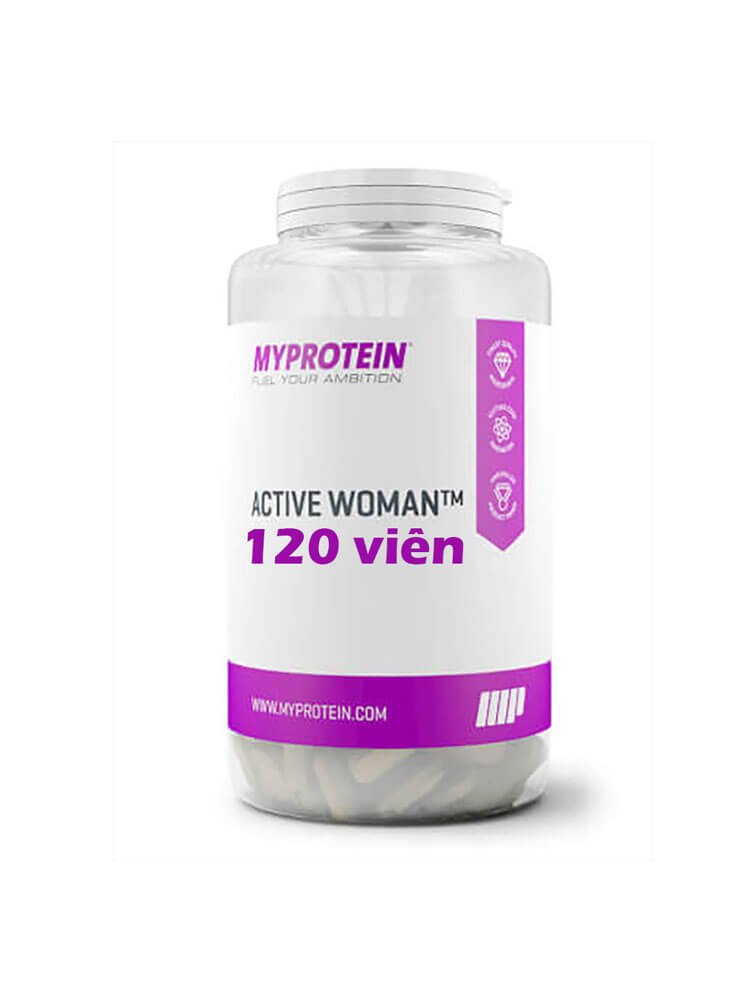 MYPROTEIN
FUEL YOUR AMBITION
ACTIVE WOMAN™
120 viên
WWW.MYPROTEIN.COM